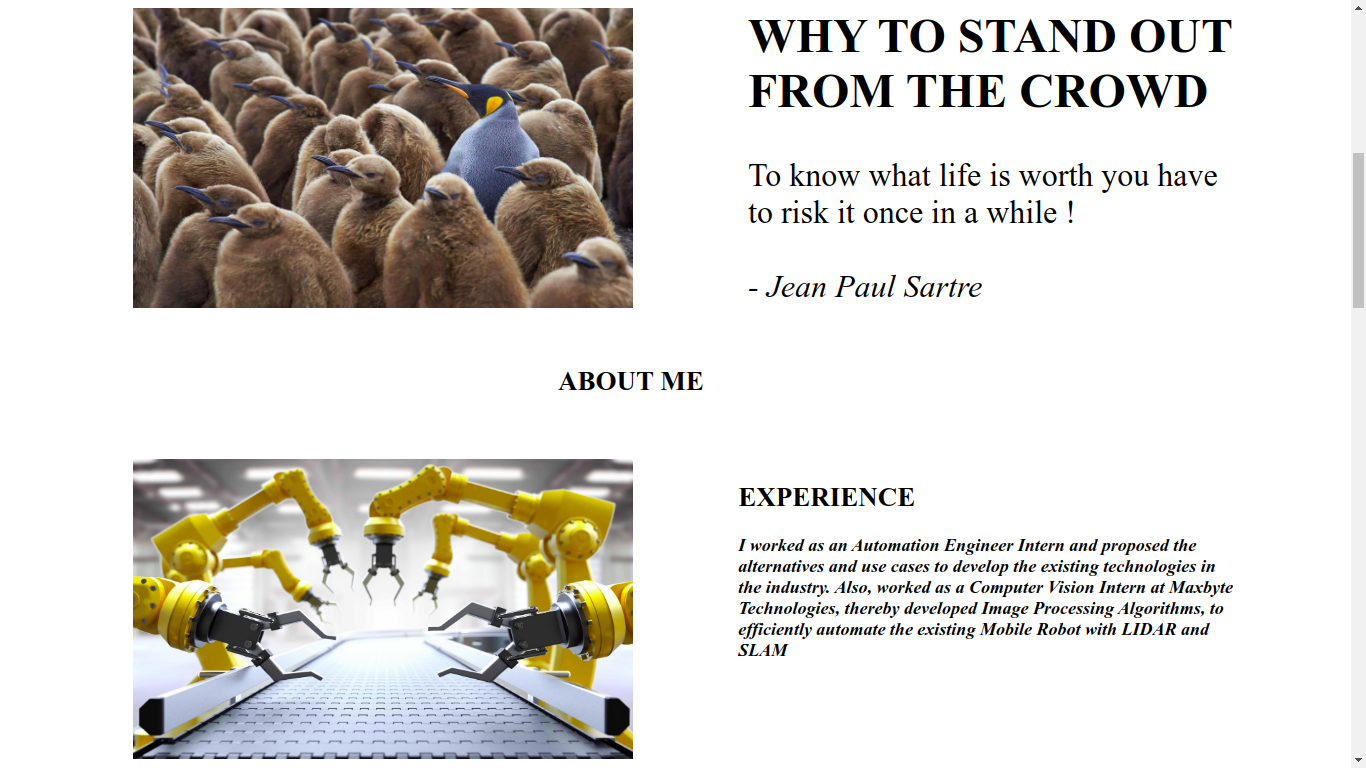 WHY TO STAND OUT
FROM THE CROWD
To know what life is worth you have
to risk it once in a while !
- Jean Paul Sartre
ABOUT ME
EXPERIENCE
I worked as an Automation Engineer Intern and proposed the
alternatives and use cases to develop the existing technologies in
the industry. Also, worked as a Computer Vision Intern at Maxbyte
Technologies, thereby developed Image Processing Algorithms, to
efficiently automate the existing Mobile Robot with LIDAR and
SLAM